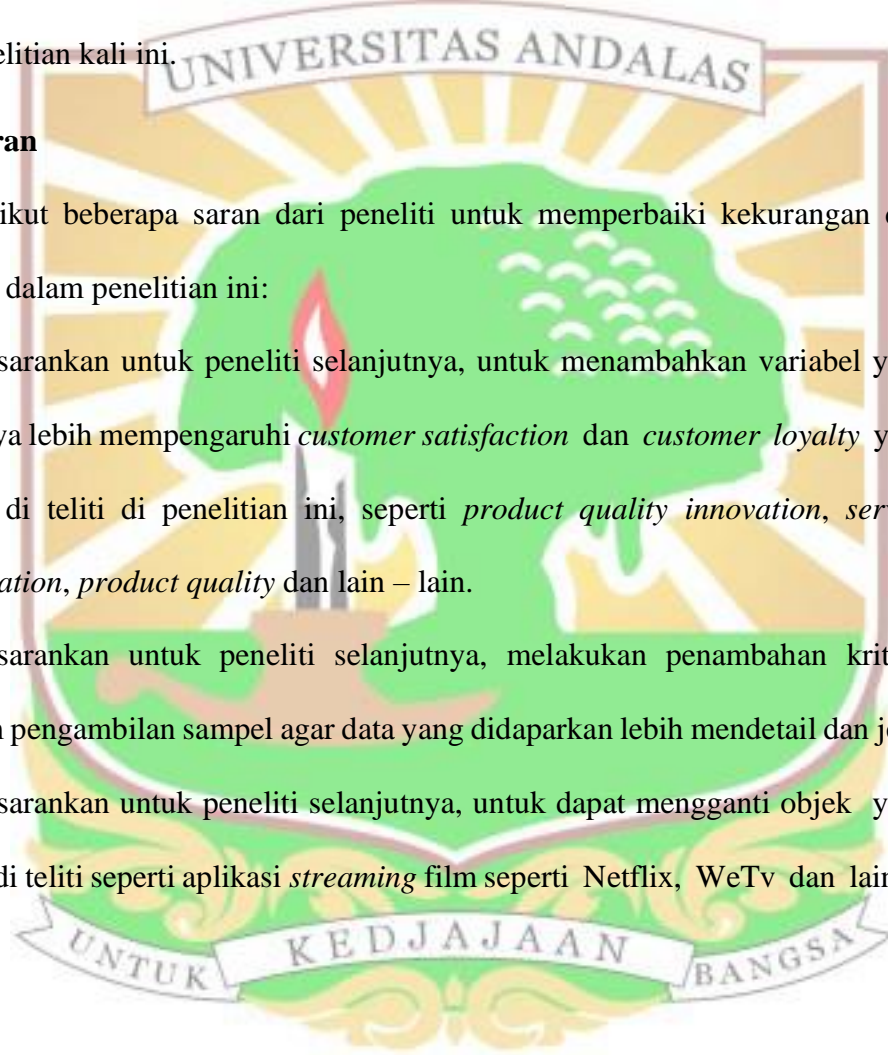 UNIVERSITAS ANDALAS
elitian kali ini.
ran
ikut beberapa saran dari peneliti untuk memperbaiki kekurangan
dalam penelitian ini:
sarankan untuk peneliti selanjutnya, untuk menambahkan variabel y
ya lebih mempengaruhi customer satisfaction dan customer loyalty y
di teliti di penelitian ini, seperti product quality innovation, serv
ation, product quality dan lain – lain.
sarankan untuk peneliti selanjutnya, melakukan penambahan krit
n pengambilan sampel agar data yang didaparkan lebih mendetail dan je
sarankan untuk peneliti selanjutnya, untuk dapat mengganti objek y
di teliti seperti aplikasi streaming film seperti Netflix, WeTv dan lain
UNTUK KEDJAJAAN BANGSA